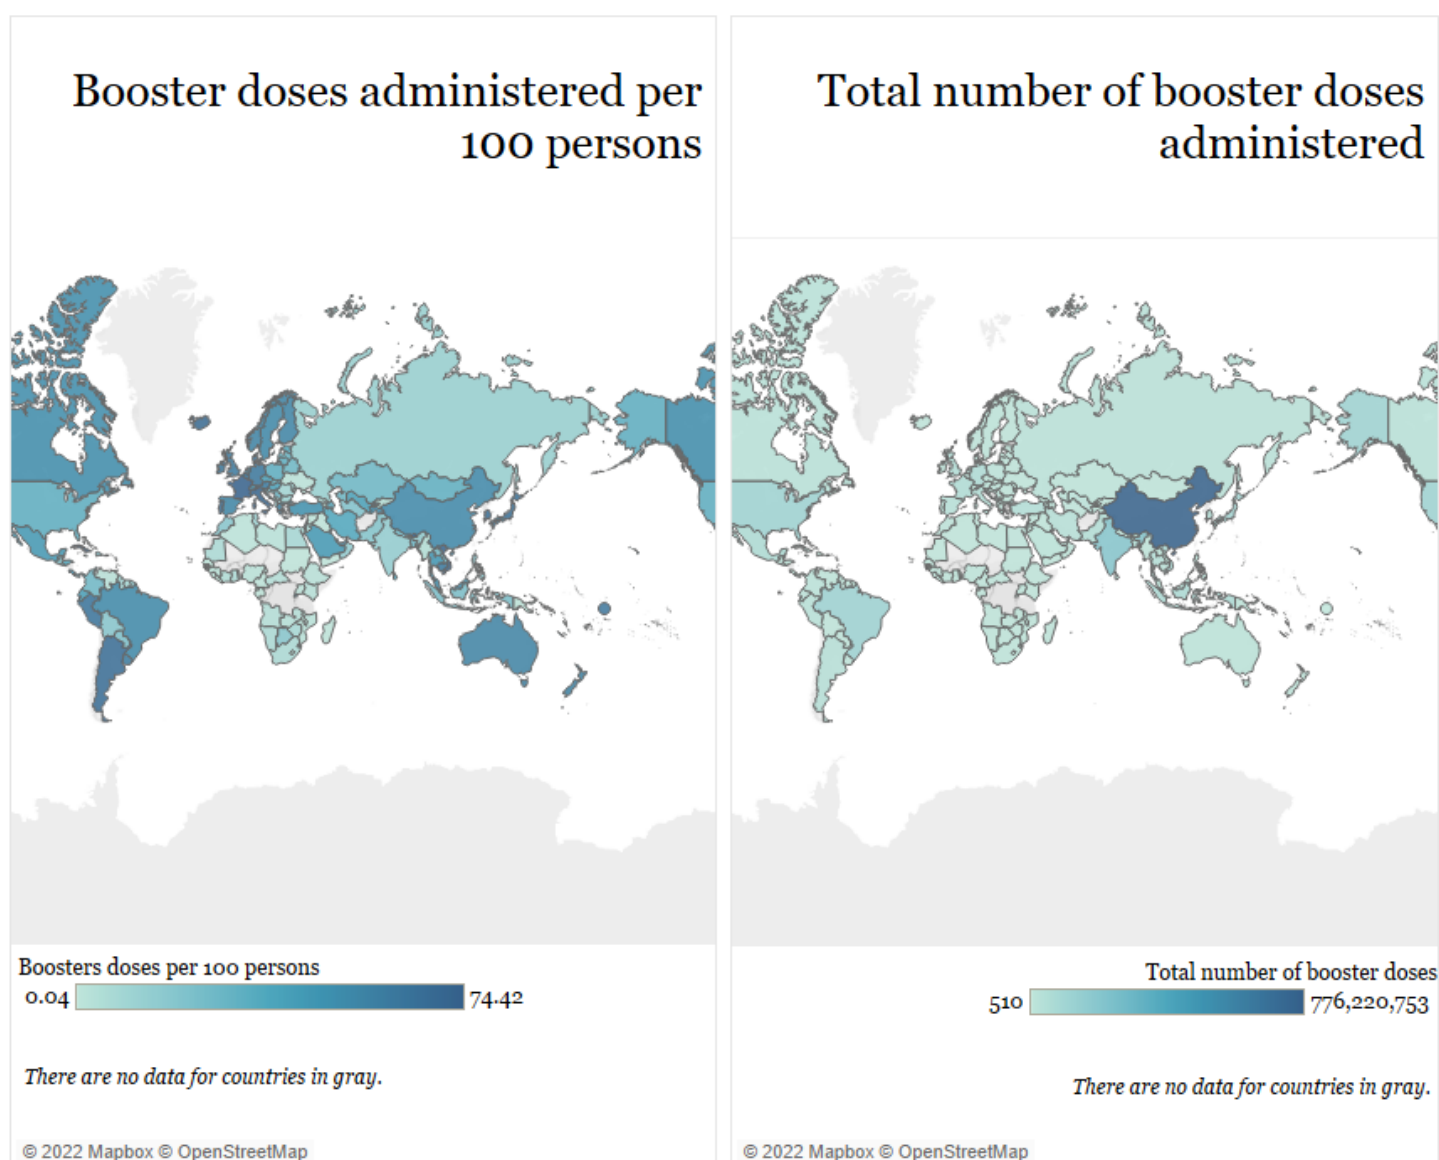 Booster doses administered per
100 persons
Boosters doses per 100 persons
0.04 74.42
There are no data for countries in gray.
© 2022 Mapbox © OpenStreetMap
Total number of booster doses
administered
Total number of booster doses
510 776,220,753
There are no data for countries in gray.
© 2022 Mapbox © OpenStreetMap